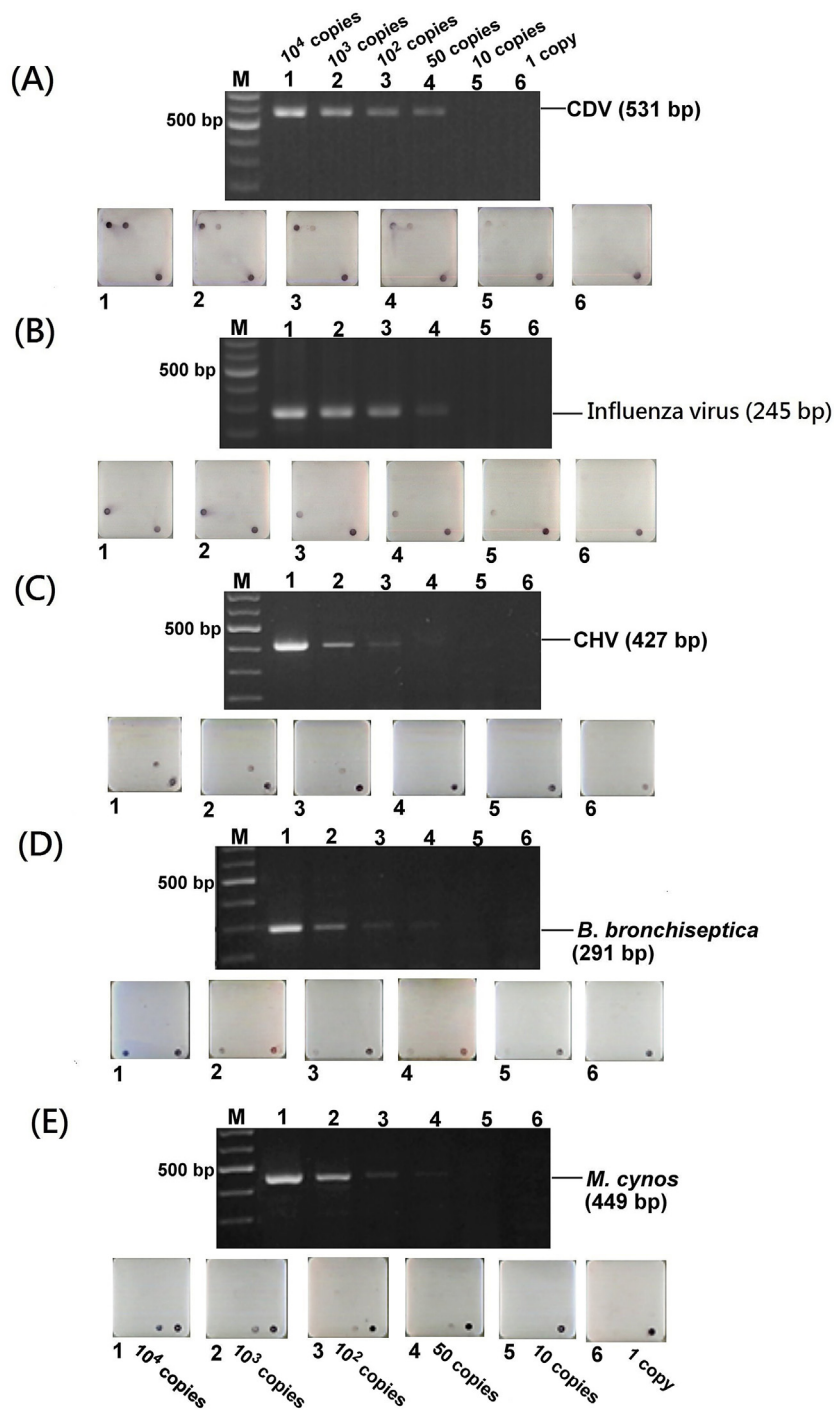 10⁴ copies
10³ copies
10² copies
50 copies
10 copies
1 copy
(A)
M 1 2 3 4 5 6
500 bp
CDV (531 bp)
1 2 3 4 5 6
(B)
M 1 2 3 4 5 6
500 bp
Influenza virus (245 bp)
1 2 3 4 5 6
(C)
M 1 2 3 4 5 6
500 bp
CHV (427 bp)
1 2 3 4 5 6
(D)
M 1 2 3 4 5 6
500 bp
B. bronchiseptica
(291 bp)
1 2 3 4 5 6
(E)
M 1 2 3 4 5 6
500 bp
M. cynos
(449 bp)
1 10⁴ copies
2 10³ copies
3 10² copies
4 50 copies
5 10 copies
6 1 copy